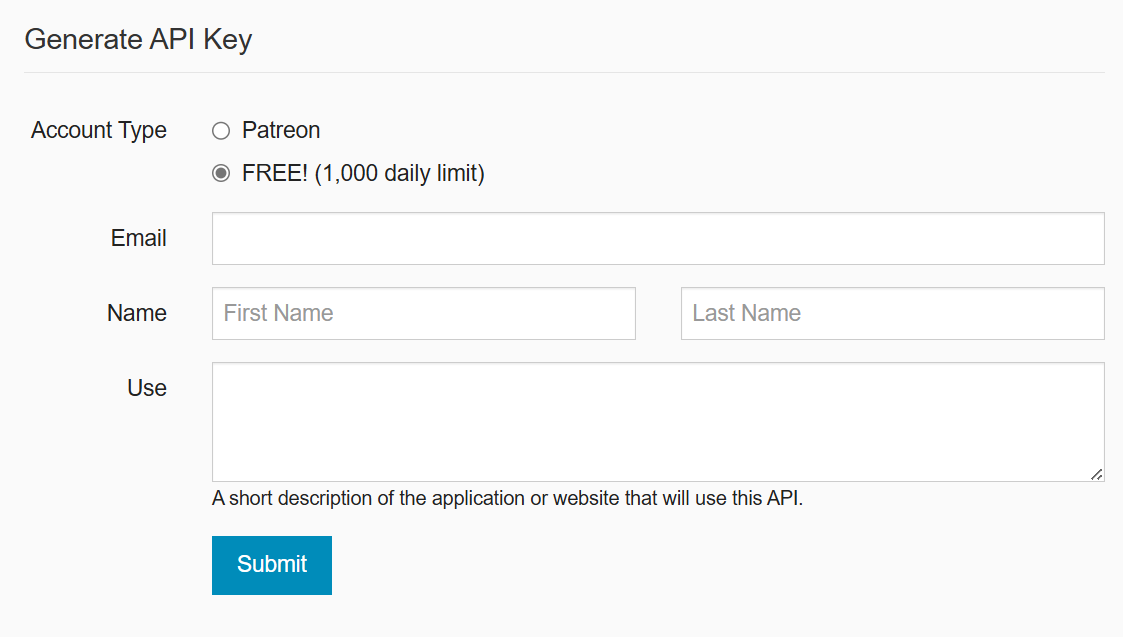 Generate API Key
Account Type
Patreon
FREE! (1,000 daily limit)
Email
Name
First Name
Last Name
Use
A short description of the application or website that will use this API.
Submit